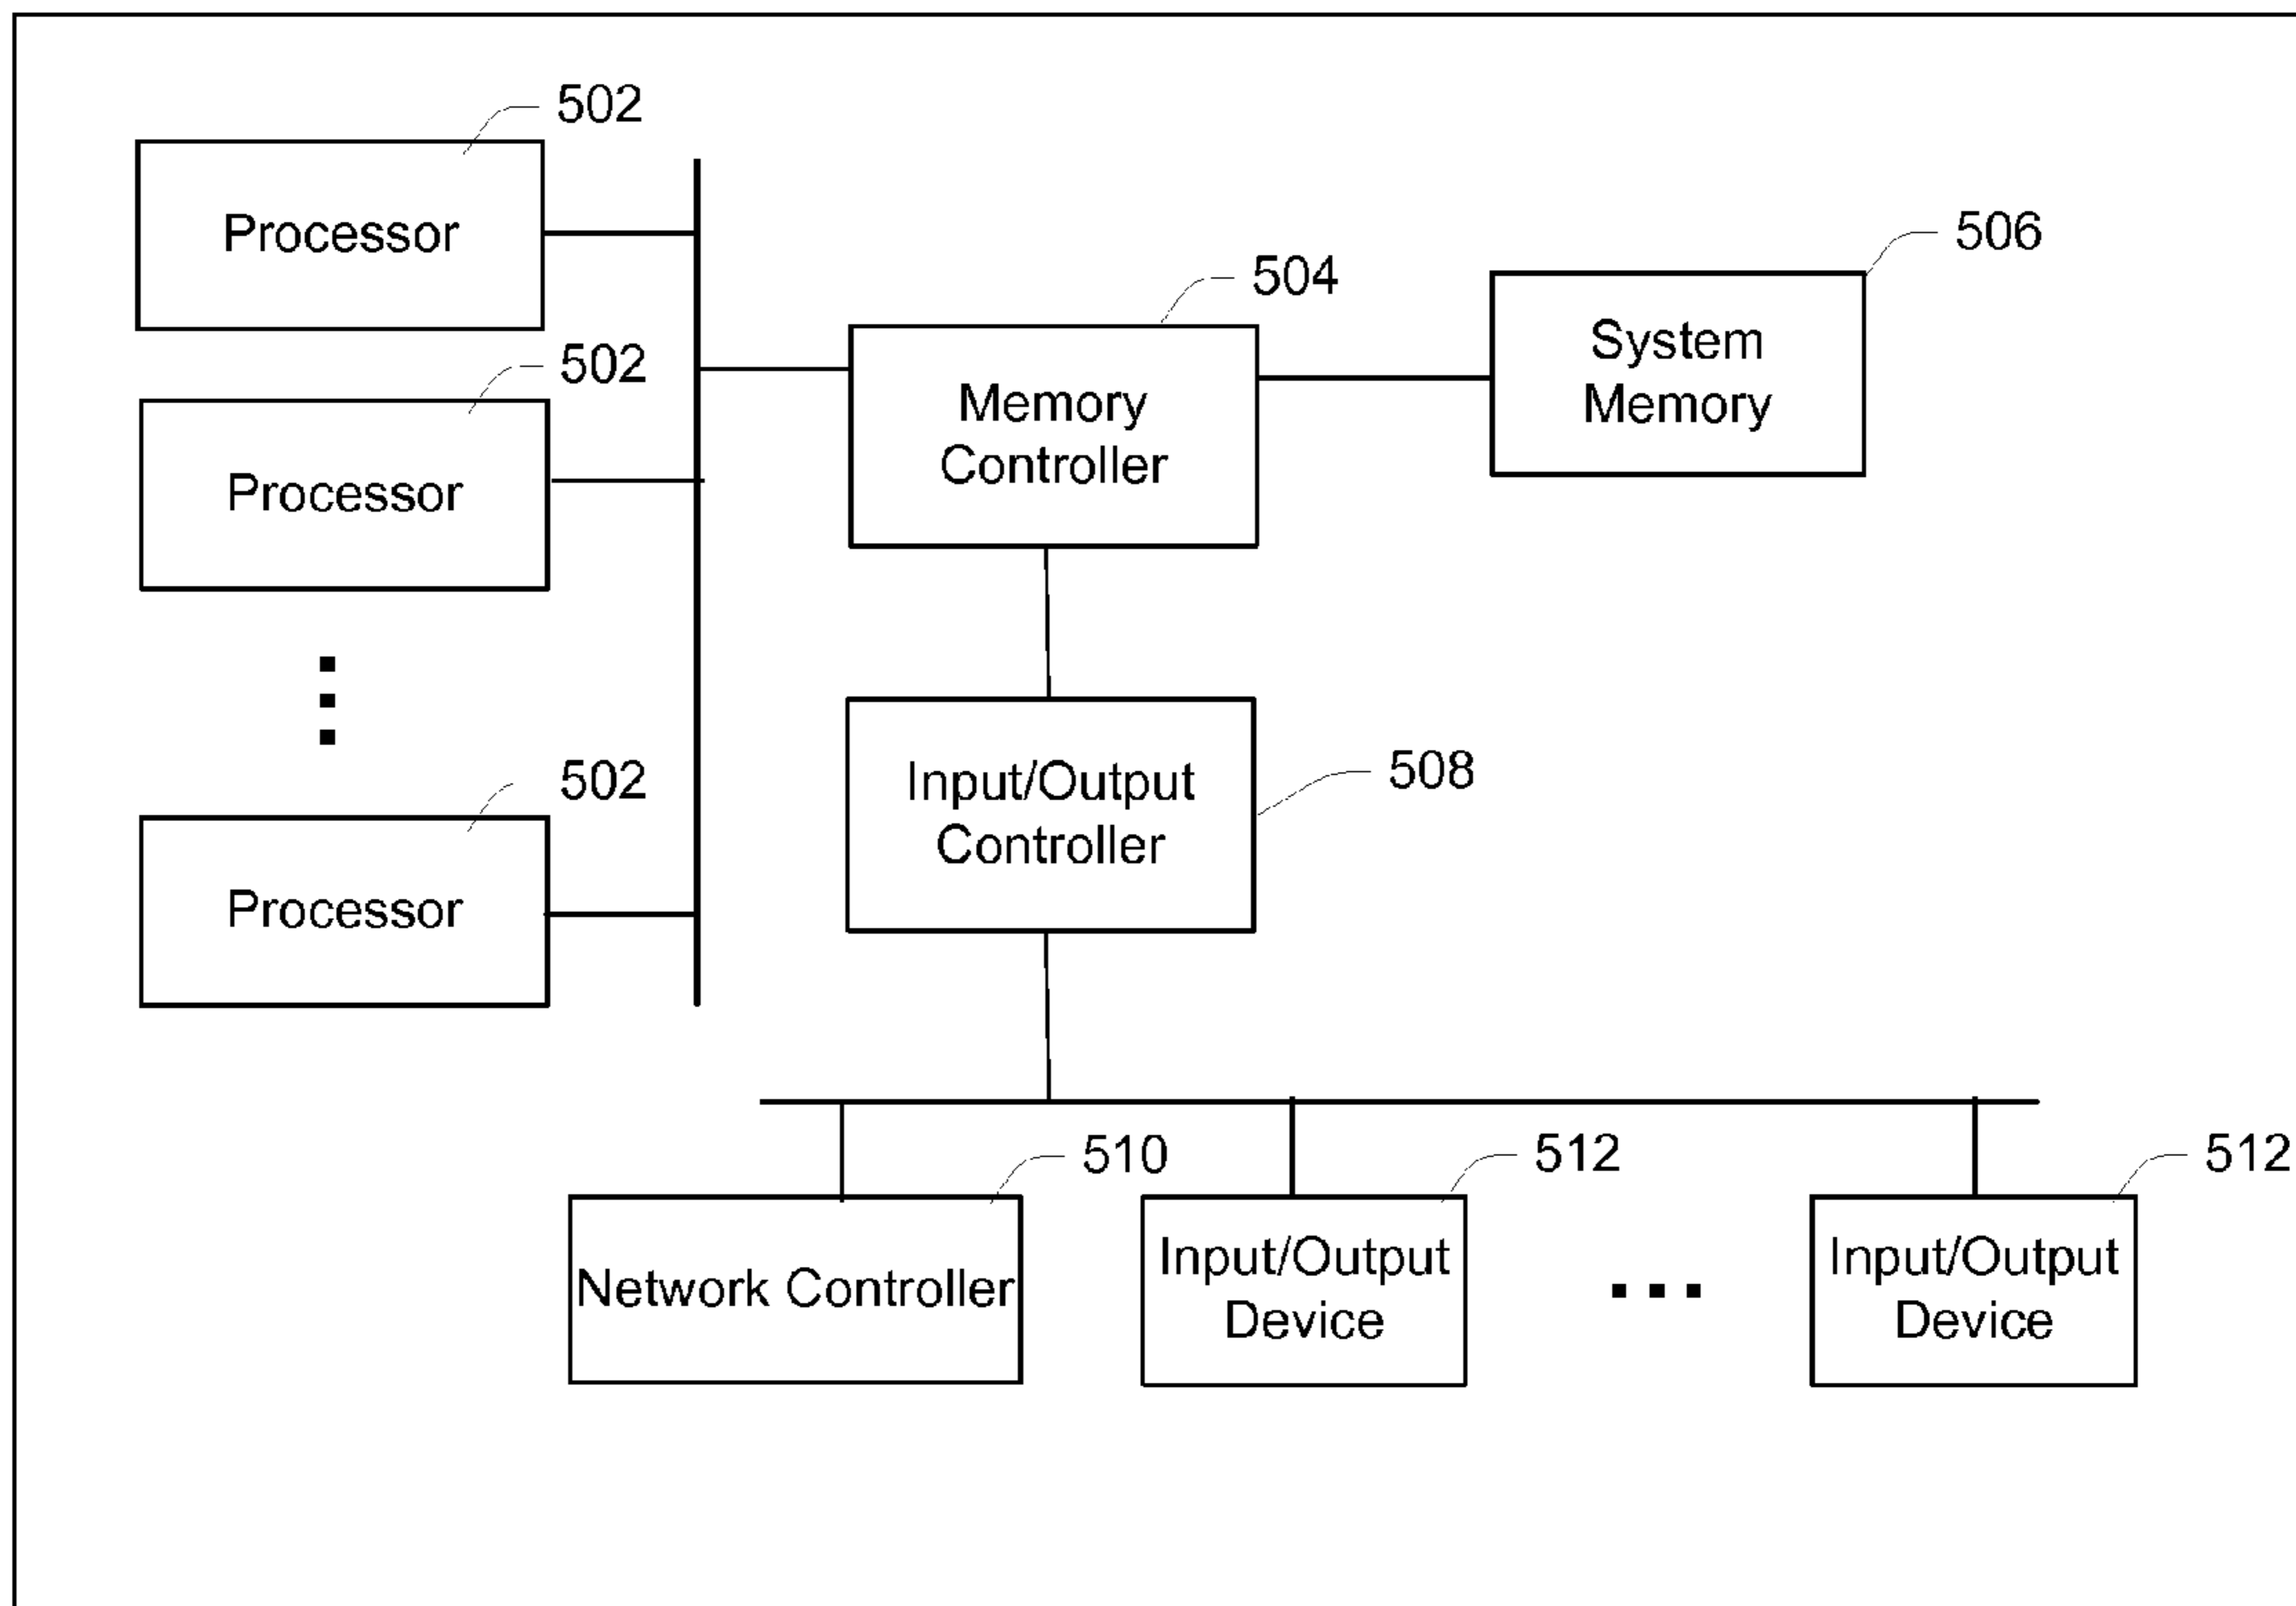 502
Processor
502
Processor
502
Processor
504
Memory
Controller
506
System
Memory
508
Input/Output
Controller
510
Network Controller
512
Input/Output
Device
512
Input/Output
Device